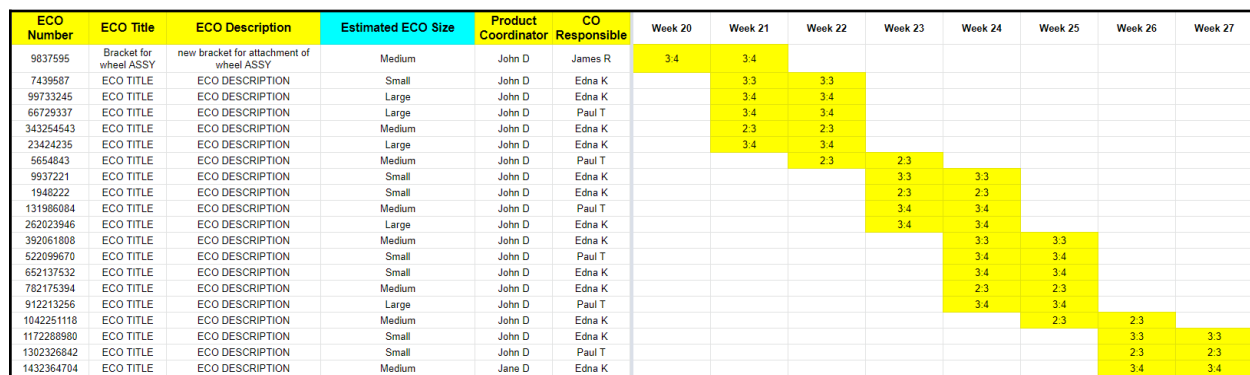 ECO Number ECO Title ECO Description Estimated ECO Size Product Coordinator CO Responsible Week 20 Week 21 Week 22 Week 23 Week 24 Week 25 Week 26 Week 27
9837595 Bracket for wheel ASSY new bracket for attachment of wheel ASSY Medium John D James R 3:4 3:4
7439587 ECO TITLE ECO DESCRIPTION Small John D Edna K 3:3 3:3
99733245 ECO TITLE ECO DESCRIPTION Large John D Edna K 3:4 3:4
66729337 ECO TITLE ECO DESCRIPTION Large John D Paul T 3:4 3:4
343254543 ECO TITLE ECO DESCRIPTION Medium John D Edna K 2:3 2:3
23424235 ECO TITLE ECO DESCRIPTION Large John D Edna K 3:4 3:4
5654843 ECO TITLE ECO DESCRIPTION Medium John D Paul T 2:3 2:3
9937221 ECO TITLE ECO DESCRIPTION Small John D Edna K 3:3 3:3
1948222 ECO TITLE ECO DESCRIPTION Small John D Edna K 2:3 2:3
131986084 ECO TITLE ECO DESCRIPTION Medium John D Paul T 3:4 3:4
262023946 ECO TITLE ECO DESCRIPTION Large John D Edna K 3:4 3:4
392061808 ECO TITLE ECO DESCRIPTION Medium John D Edna K 3:3 3:3
522099670 ECO TITLE ECO DESCRIPTION Small John D Paul T 3:4 3:4
652137532 ECO TITLE ECO DESCRIPTION Small John D Edna K 3:4 3:4
782175394 ECO TITLE ECO DESCRIPTION Medium John D Edna K 2:3 2:3
912213256 ECO TITLE ECO DESCRIPTION Large John D Paul T 3:4 3:4
1042251118 ECO TITLE ECO DESCRIPTION Medium John D Edna K 2:3 2:3
1172288980 ECO TITLE ECO DESCRIPTION Small John D Edna K 3:3 3:3
1302326842 ECO TITLE ECO DESCRIPTION Small John D Paul T 2:3 2:3
1432364704 ECO TITLE ECO DESCRIPTION Medium Jane D Edna K 3:4 3:4